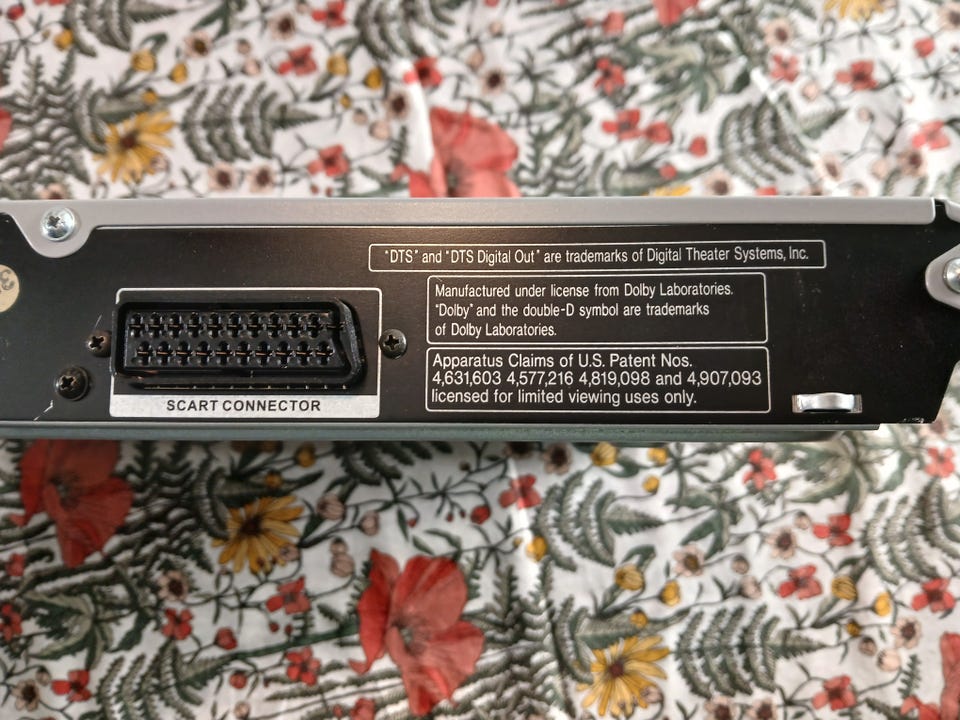 "DTS" and "DTS Digital Out" are trademarks of Digital Theater Systems, Inc.
Manufactured under license from Dolby Laboratories.
"Dolby" and the double-D symbol are trademarks
of Dolby Laboratories.
Apparatus Claims of U.S. Patent Nos.
4,631,603 4,577,216 4,819,098 and 4,907,093
licensed for limited viewing uses only.
SCART CONNECTOR